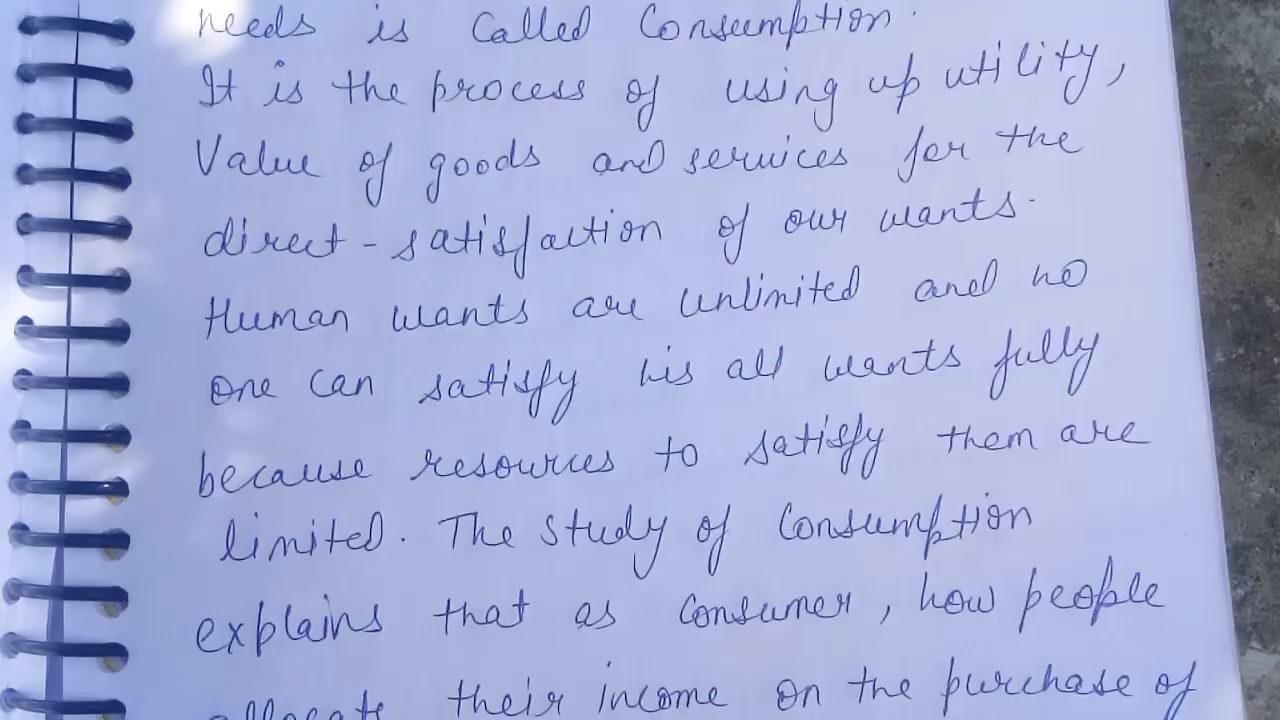 needs is called Consumption.
It is the process of using up utility,
Value of goods and services for the
direct - satisfaction of our wants.
Human wants are unlimited and no
one can satisfy his all wants fully
because resources to satisfy them are
limited. The study of Consumption
explains that as Consumer, how people
allocate their income on the purchase of